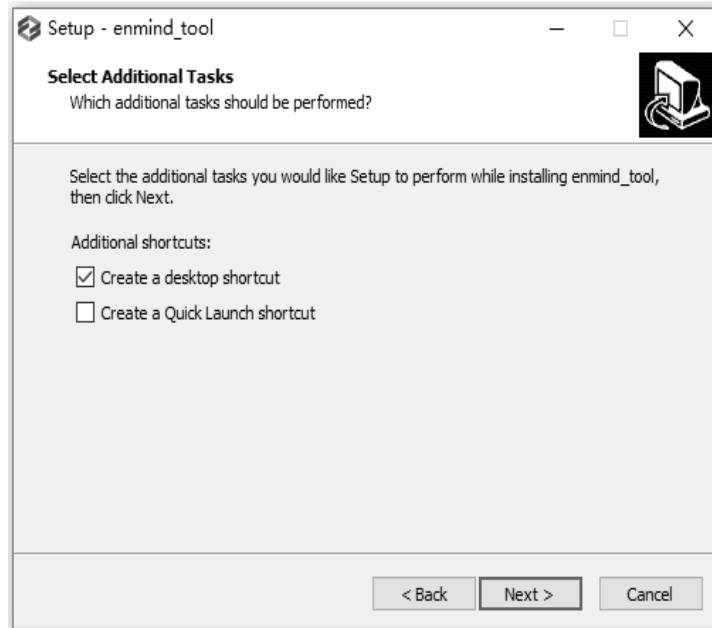 Setup - enmind_tool
Select Additional Tasks
Which additional tasks should be performed?
Select the additional tasks you would like Setup to perform while installing enmind_tool,
then click Next.
Additional shortcuts:
Create a desktop shortcut
Create a Quick Launch shortcut
< Back
Next >
Cancel